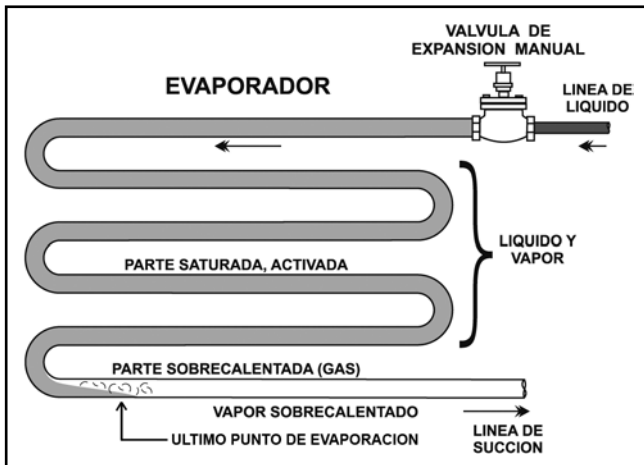 VALVULA DE
EXPANSION MANUAL
EVAPORADOR
LINEA DE
LIQUIDO
LIQUIDO Y
VAPOR
PARTE SATURADA, ACTIVADA
PARTE SOBRECALENTADA (GAS)
VAPOR SOBRECALENTADO
LINEA DE
SUCCION
ULTIMO PUNTO DE EVAPORACION